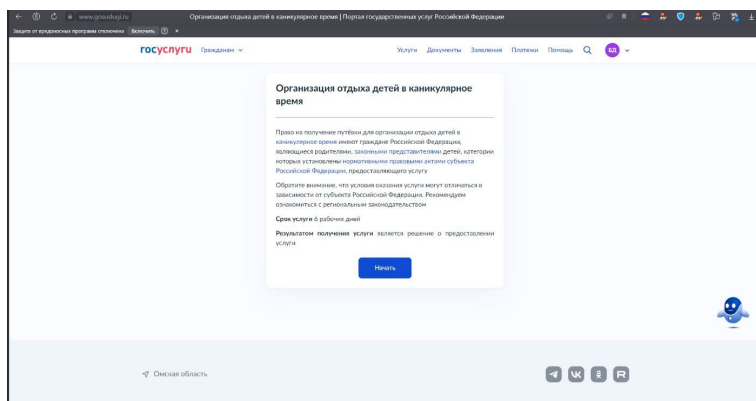 www.gosuslugi.ru
Организация отдыха детей в каникулярное время | Портал государственных услуг Российской Федерации
Защита от вредоносных программ отключена Включить
госуслуги Гражданам Услуги Документы Заявления Платежи Помощь БД
Организация отдыха детей в каникулярное
время
Право на получение путёвки для организации отдыха детей в
каникулярное время имеют граждане Российской Федерации,
являющиеся родителями, законными представителями детей, категории
которых установлены нормативными правовыми актами субъекта
Российской Федерации, предоставляющего услугу
Обратите внимание, что условия оказания услуги могут отличаться в
зависимости от субъекта Российской Федерации. Рекомендуем
ознакомиться с региональным законодательством
Срок услуги 6 рабочих дней
Результатом получения услуги является решение о предоставлении
услуги
Начать
Омская область